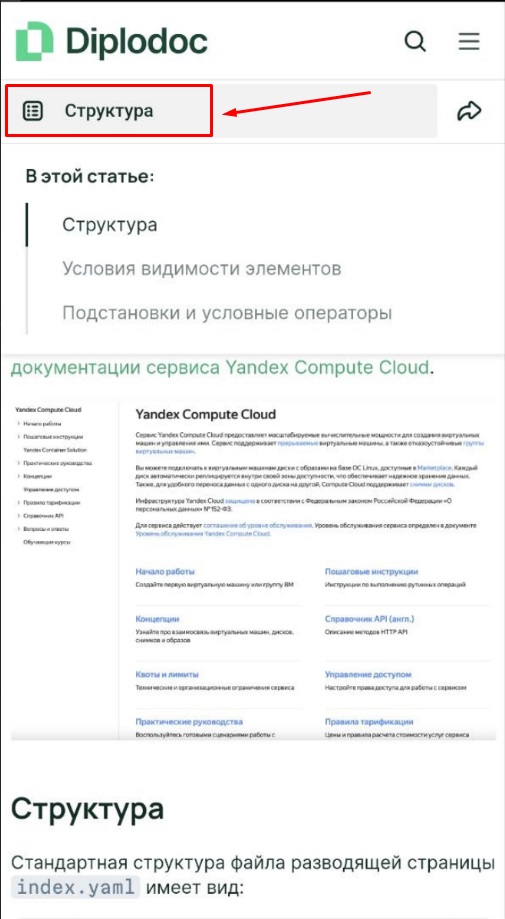 Diplodoc
Структура
В этой статье:
Структура
Условия видимости элементов
Подстановки и условные операторы
документации сервиса Yandex Compute Cloud.
Yandex Compute Cloud
Начало работы
Пошаговые инструкции
Yandex Container Solution
Практические руководства
Концепции
Управление доступом
Правила тарификации
Справочник API
Вопросы и ответы
Обучающие курсы
Yandex Compute Cloud
Сервис Yandex Compute Cloud предоставляет масштабируемые вычислительные мощности для создания виртуальных
машин и управления ими. Сервис поддерживает прерываемые виртуальные машины, а также отказоустойчивые группы
виртуальных машин.
Вы можете подключать к виртуальным машинам диски с образами на базе ОС Linux, доступные в Marketplace. Каждый
диск автоматически реплицируется внутри своей зоны доступности, что обеспечивает надежное хранение данных.
Также, для удобного переноса данных с одного диска на другой, Compute Cloud поддерживает снимки дисков.
Инфраструктура Yandex Cloud защищена в соответствии с Федеральным законом Российской Федерации «О
персональных данных» № 152-ФЗ.
Для сервиса действует соглашение об уровне обслуживания. Уровень обслуживания сервиса определен в документе
Уровень обслуживания Yandex Compute Cloud.
Начало работы
Создайте первую виртуальную машину или группу ВМ
Пошаговые инструкции
Инструкции по выполнению рутинных операций
Концепции
Узнайте про взаимосвязь виртуальных машин, дисков,
снимков и образов
Справочник API (англ.)
Описание методов HTTP API
Квоты и лимиты
Технические и организационные ограничения сервиса
Управление доступом
Настройте права доступа для работы с сервисом
Практические руководства
Воспользуйтесь готовыми сценариями работы с
Правила тарификации
Цены и правила расчета стоимости услуг сервиса
Структура
Стандартная структура файла разводящей страницы
index.yaml имеет вид: